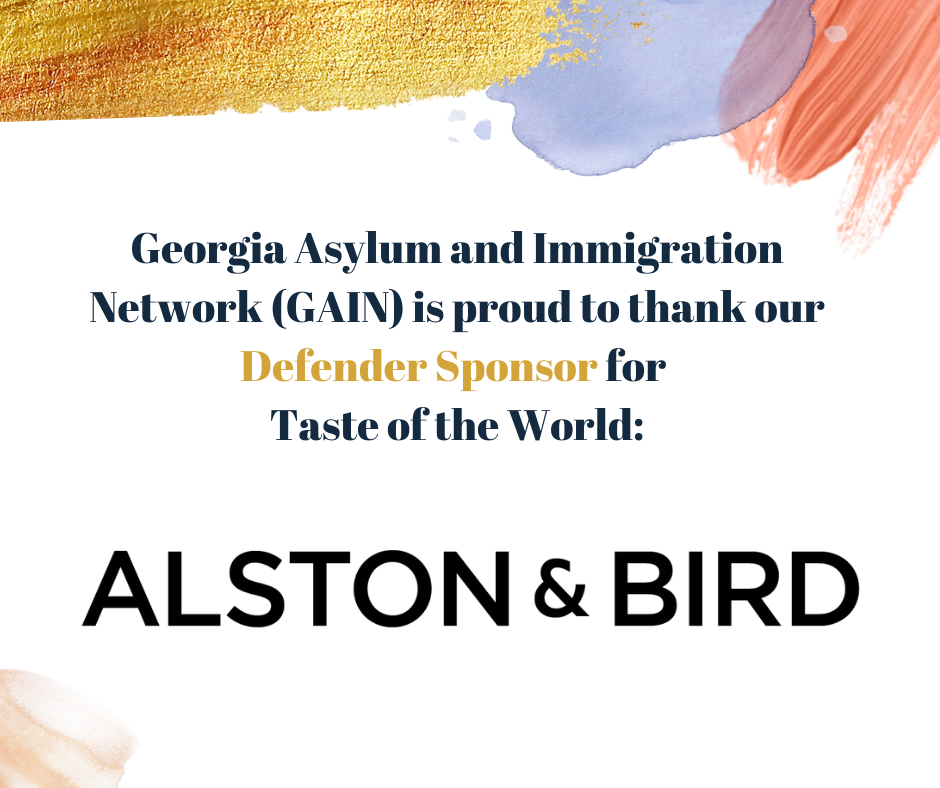 Georgia Asylum and Immigration
Network (GAIN) is proud to thank our
Defender Sponsor for
Taste of the World:
ALSTON & BIRD